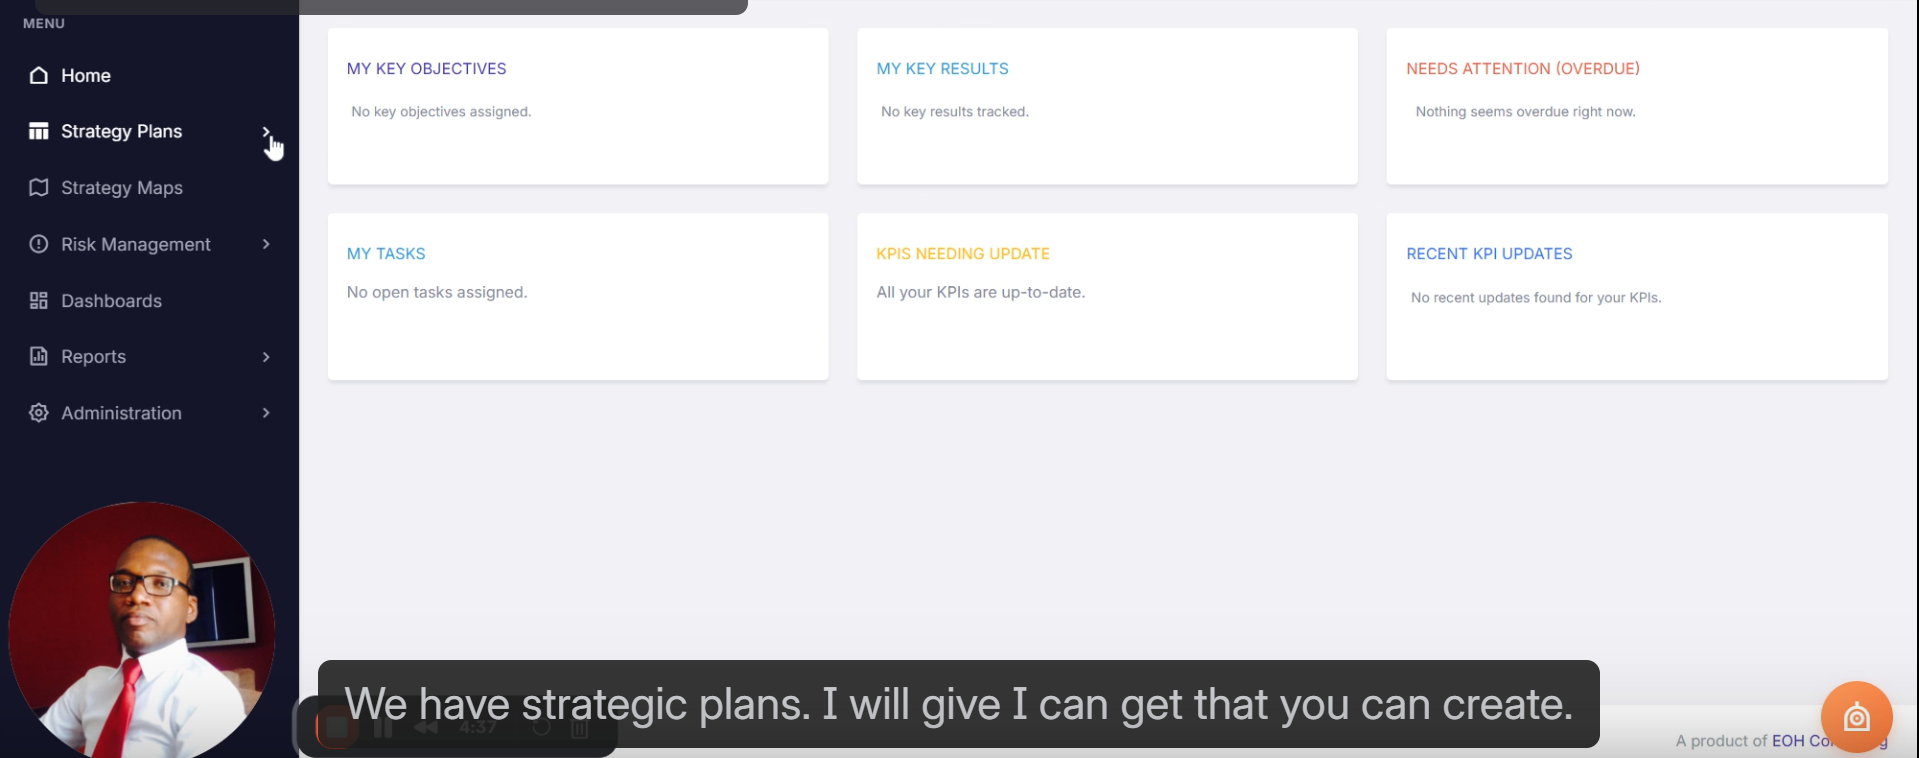 MENU
Home
Strategy Plans
Strategy Maps
Risk Management
Dashboards
Reports
Administration
MY KEY OBJECTIVES
No key objectives assigned.
MY KEY RESULTS
No key results tracked.
NEEDS ATTENTION (OVERDUE)
Nothing seems overdue right now.
MY TASKS
No open tasks assigned.
KPIS NEEDING UPDATE
All your KPIs are up-to-date.
RECENT KPI UPDATES
No recent updates found for your KPIs.
We have strategic plans. I will give I can get that you can create.
4:37
A product of EOH